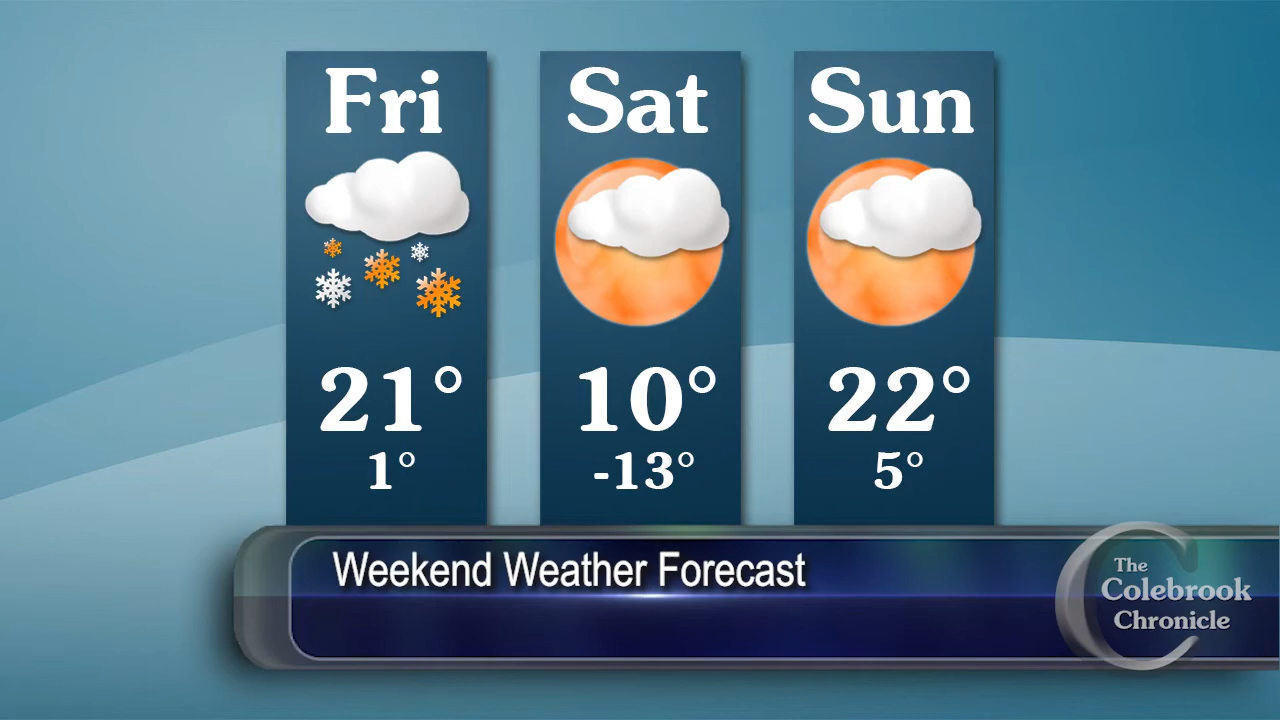 Fri
21°
1°
Sat
10°
-13°
Sun
22°
5°
Weekend Weather Forecast
The
Colebrook
Chronicle